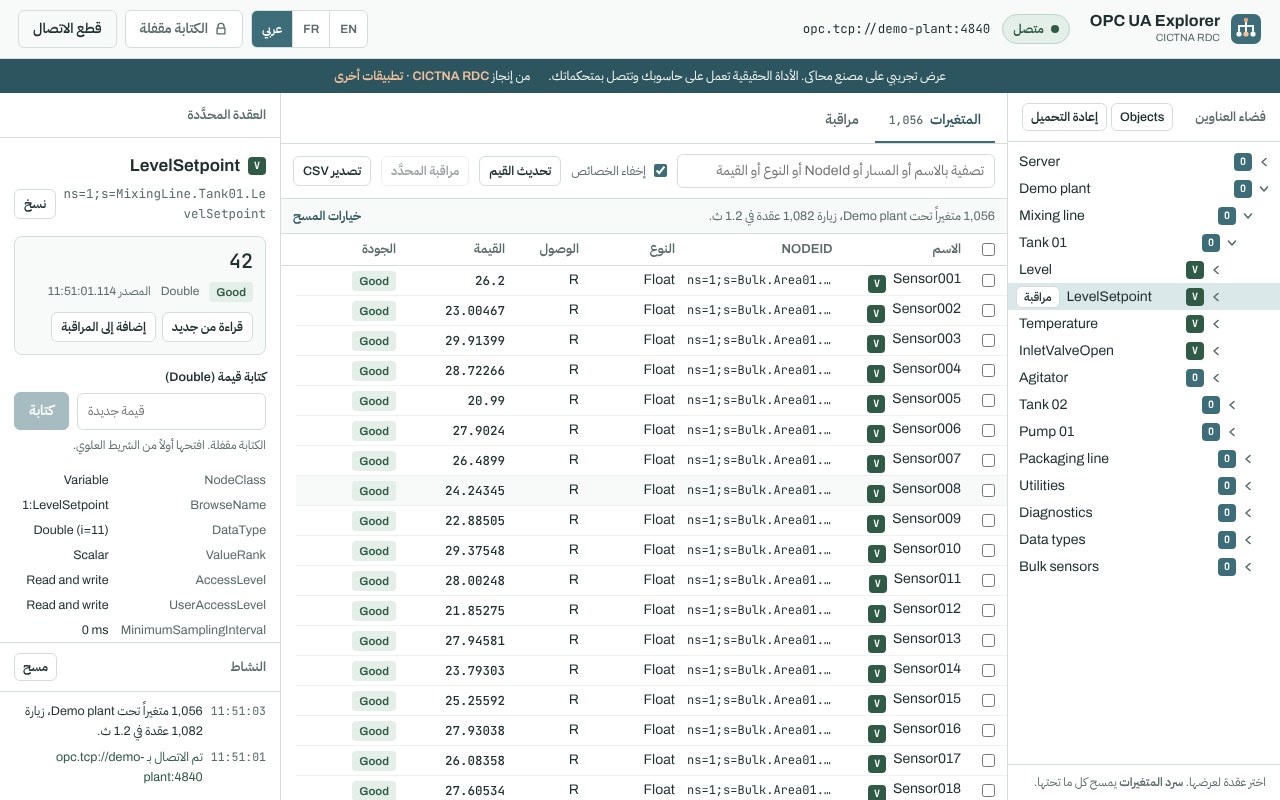 OPC UA Explorer
CICTNA RDC
متصل
opc.tcp://demo-plant:4840
EN
FR
عربي
الكتابة مقفلة
قطع الاتصال
عرض تجريبي على مصنع محاكى. الأداة الحقيقية تعمل على حاسوبك وتتصل بمتحكماتك. من إنجاز CICTNA RDC · تطبيقات أخرى
فضاء العناوين
Objects
إعادة التحميل
O Server
O Demo plant
O Mixing line
O Tank 01
V Level
V LevelSetpoint مراقبة
V Temperature
V InletValveOpen
O Agitator
O Tank 02
O Pump 01
O Packaging line
O Utilities
O Diagnostics
O Data types
O Bulk sensors
اختر عقدة لعرضها. سرد المتغيرات يمسح كل ما تحتها.
المتغيرات 1,056
مراقبة
تصفية بالاسم أو المسار أو NodeId أو النوع أو القيمة
إخفاء الخصائص
تحديث القيم
مراقبة المحدَّد
تصدير CSV
1,056 متغيراً تحت Demo plant، زيارة 1,082 عقدة في 1.2 ث.
خيارات المسح
الاسم NODEID النوع الوصول القيمة الجودة
Sensor001 V ns=1;s=Bulk.Area01.… Float R 26.2 Good
Sensor002 V ns=1;s=Bulk.Area01.… Float R 23.00467 Good
Sensor003 V ns=1;s=Bulk.Area01.… Float R 29.91399 Good
Sensor004 V ns=1;s=Bulk.Area01.… Float R 28.72266 Good
Sensor005 V ns=1;s=Bulk.Area01.… Float R 20.99 Good
Sensor006 V ns=1;s=Bulk.Area01.… Float R 27.9024 Good
Sensor007 V ns=1;s=Bulk.Area01.… Float R 26.4899 Good
Sensor008 V ns=1;s=Bulk.Area01.… Float R 24.24345 Good
Sensor009 V ns=1;s=Bulk.Area01.… Float R 22.88505 Good
Sensor010 V ns=1;s=Bulk.Area01.… Float R 29.37548 Good
Sensor011 V ns=1;s=Bulk.Area01.… Float R 28.00248 Good
Sensor012 V ns=1;s=Bulk.Area01.… Float R 21.85275 Good
Sensor013 V ns=1;s=Bulk.Area01.… Float R 27.94581 Good
Sensor014 V ns=1;s=Bulk.Area01.… Float R 23.79303 Good
Sensor015 V ns=1;s=Bulk.Area01.… Float R 25.25592 Good
Sensor016 V ns=1;s=Bulk.Area01.… Float R 27.93038 Good
Sensor017 V ns=1;s=Bulk.Area01.… Float R 26.08358 Good
Sensor018 V ns=1;s=Bulk.Area01.… Float R 27.60534 Good
العقدة المحدَّدة
V LevelSetpoint
ns=1;s=MixingLine.Tank01.Le
velSetpoint
نسخ
42
Good Double المصدر 11:51:01.114
قراءة من جديد
إضافة إلى المراقبة
كتابة قيمة (Double)
قيمة جديدة
كتابة
الكتابة مقفلة. افتحها أولاً من الشريط العلوي.
NodeClass Variable
BrowseName 1:LevelSetpoint
DataType Double (i=11)
ValueRank Scalar
AccessLevel Read and write
UserAccessLevel Read and write
MinimumSamplingInterval 0 ms
النشاط
مسح
11:51:03 1,056 متغيراً تحت Demo plant، زيارة
1,082 عقدة في 1.2 ث.
11:51:01 تم الاتصال بـ opc.tcp://demo-
plant:4840